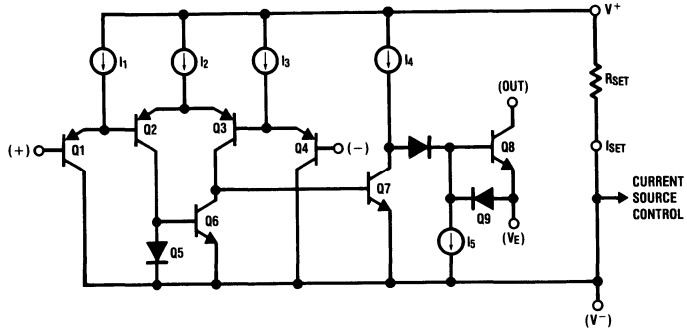 V+
I1
I2
I3
I4
RSET
(OUT)
Q2
Q3
(+)
Q1
Q4
(-)
Q8
ISET
Q7
Q9
CURRENT
SOURCE
CONTROL
Q6
(VE)
Q5
I5
(V−)